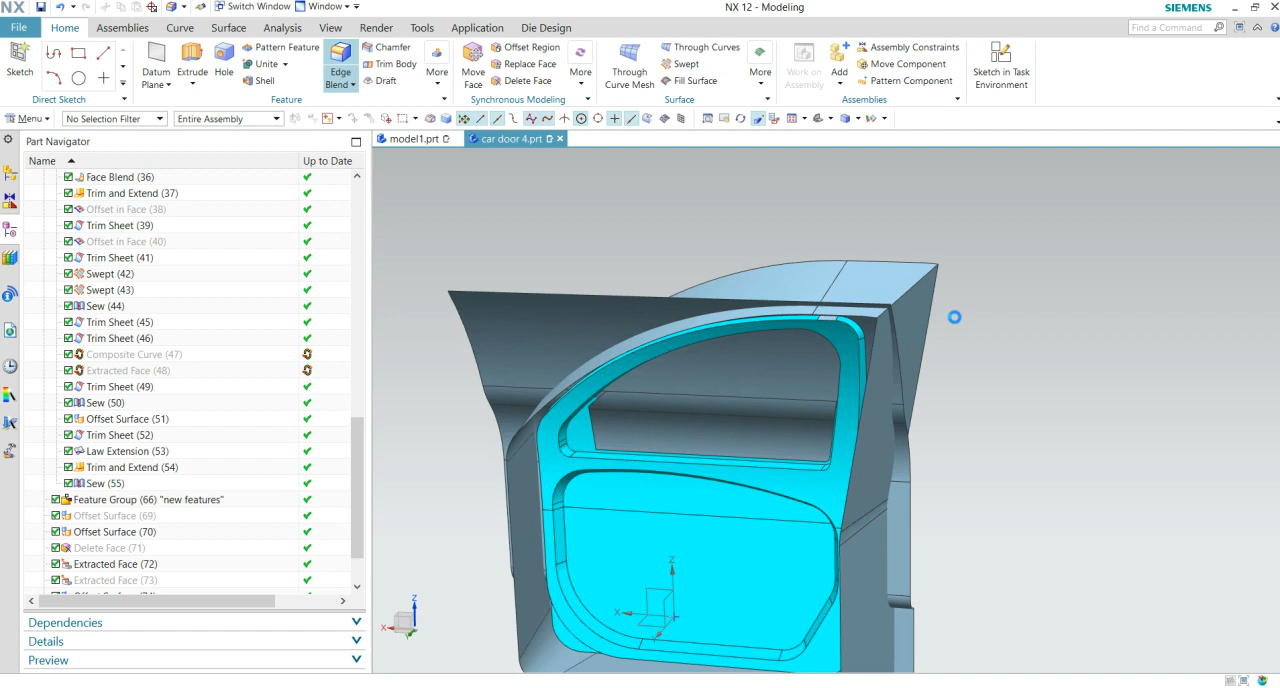 NX
Switch Window
Window
NX 12 - Modeling
SIEMENS
File
Home
Assemblies
Curve
Surface
Analysis
View
Render
Tools
Application
Die Design
Find a Command
Sketch
Direct Sketch
Datum Plane
Extrude
Hole
Pattern Feature
Unite
Shell
Edge Blend
Chamfer
Trim Body
Draft
More
Feature
Move Face
Offset Region
Replace Face
Delete Face
More
Synchronous Modeling
Through Curve Mesh
Through Curves
Swept
Fill Surface
More
Surface
Work on Assembly
Add
Assembly Constraints
Move Component
Pattern Component
Assemblies
Sketch in Task Environment
Menu
No Selection Filter
Entire Assembly
Part Navigator
model1.prt
car door 4.prt
Name
Up to Date
Face Blend (36)
Trim and Extend (37)
Offset in Face (38)
Trim Sheet (39)
Offset in Face (40)
Trim Sheet (41)
Swept (42)
Swept (43)
Sew (44)
Trim Sheet (45)
Trim Sheet (46)
Composite Curve (47)
Extracted Face (48)
Trim Sheet (49)
Sew (50)
Offset Surface (51)
Trim Sheet (52)
Law Extension (53)
Trim and Extend (54)
Sew (55)
Feature Group (66) "new features"
Offset Surface (69)
Offset Surface (70)
Delete Face (71)
Extracted Face (72)
Extracted Face (73)
Dependencies
Details
Preview
Z
X
Z
X
Y